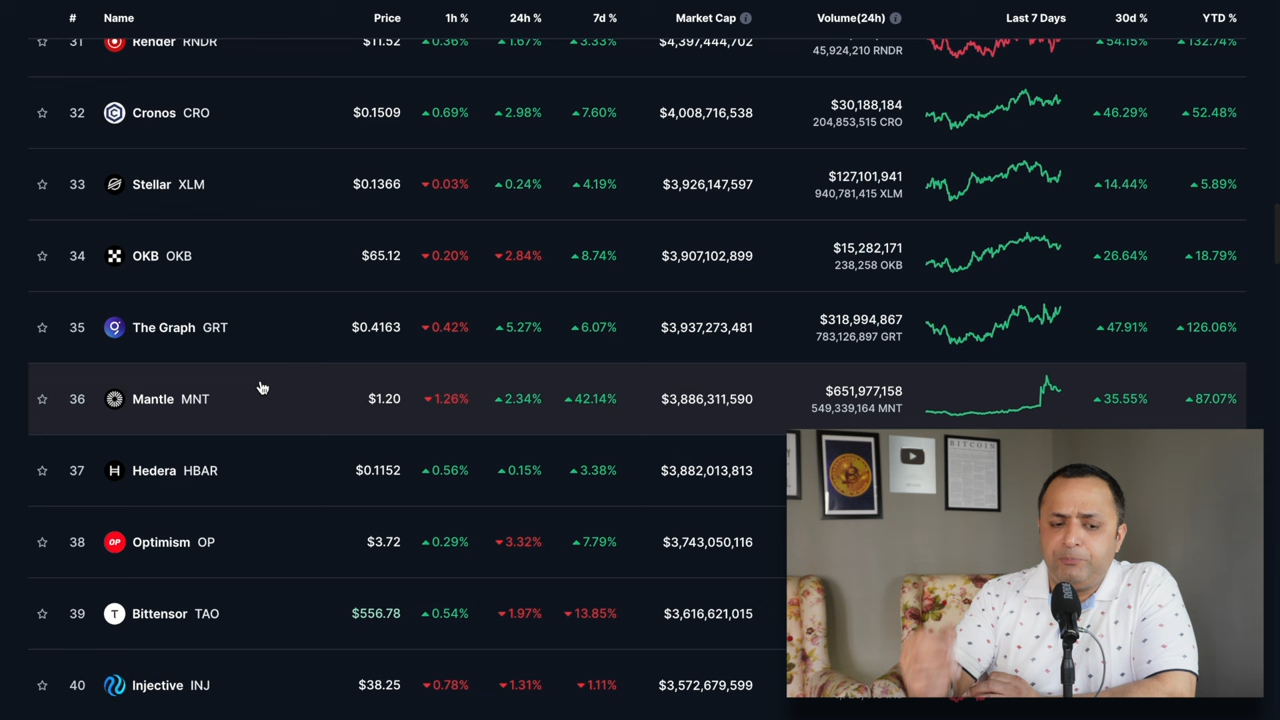 # Name Price 1h % 24h % 7d % Market Cap Volume(24h) Last 7 Days 30d % YTD %
31 Render RNDR $11.52 0.36% 1.67% 3.33% $4,397,444,702 54.15% 132.74%
45,924,210 RNDR
32 Cronos CRO $0.1509 0.69% 2.98% 7.60% $4,008,716,538 $30,188,184 46.29% 52.48%
204,853,515 CRO
33 Stellar XLM $0.1366 0.03% 0.24% 4.19% $3,926,147,597 $127,101,941 14.44% 5.89%
940,781,415 XLM
34 OKB OKB $65.12 0.20% 2.84% 8.74% $3,907,102,899 $15,282,171 26.64% 18.79%
238,258 OKB
35 The Graph GRT $0.4163 0.42% 5.27% 6.07% $3,937,273,481 $318,994,867 47.91% 126.06%
783,126,897 GRT
36 Mantle MNT $1.20 1.26% 2.34% 42.14% $3,886,311,590 $651,977,158 35.55% 87.07%
549,339,164 MNT
37 Hedera HBAR $0.1152 0.56% 0.15% 3.38% $3,882,013,813
BITCOIN
38 Optimism OP $3.72 0.29% 3.32% 7.79% $3,743,050,116
39 Bittensor TAO $556.78 0.54% 1.97% 13.85% $3,616,621,015
RØDE
40 Injective INJ $38.25 0.78% 1.31% 1.11% $3,572,679,599